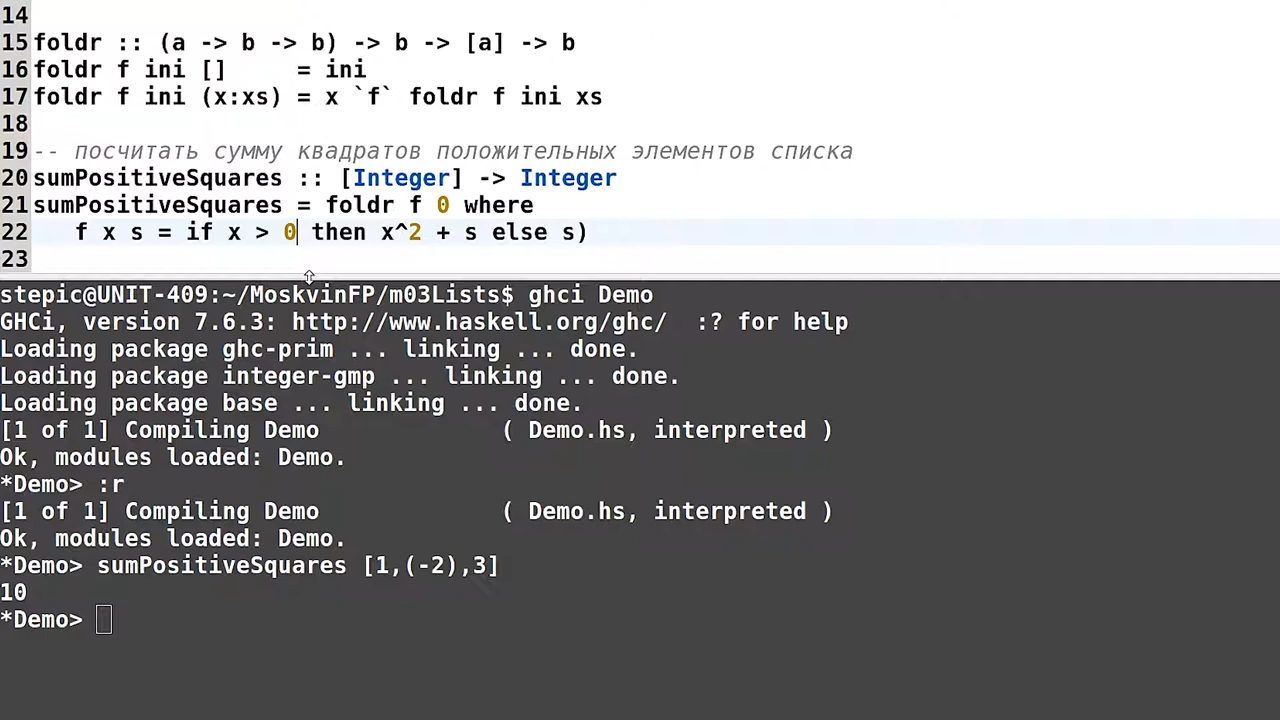 14
15 foldr :: (a -> b -> b) -> b -> [a] -> b
16 foldr f ini []     = ini
17 foldr f ini (x:xs) = x `f` foldr f ini xs
18
19 -- посчитать сумму квадратов положительных элементов списка
20 sumPositiveSquares :: [Integer] -> Integer
21 sumPositiveSquares = foldr f 0 where
22    f x s = if x > 0 then x^2 + s else s)
23
stepic@UNIT-409:~/MoskvinFP/m03Lists$ ghci Demo
GHCi, version 7.6.3: http://www.haskell.org/ghc/  :? for help
Loading package ghc-prim ... linking ... done.
Loading package integer-gmp ... linking ... done.
Loading package base ... linking ... done.
[1 of 1] Compiling Demo             ( Demo.hs, interpreted )
Ok, modules loaded: Demo.
*Demo> :r
[1 of 1] Compiling Demo             ( Demo.hs, interpreted )
Ok, modules loaded: Demo.
*Demo> sumPositiveSquares [1,(-2),3]
10
*Demo>